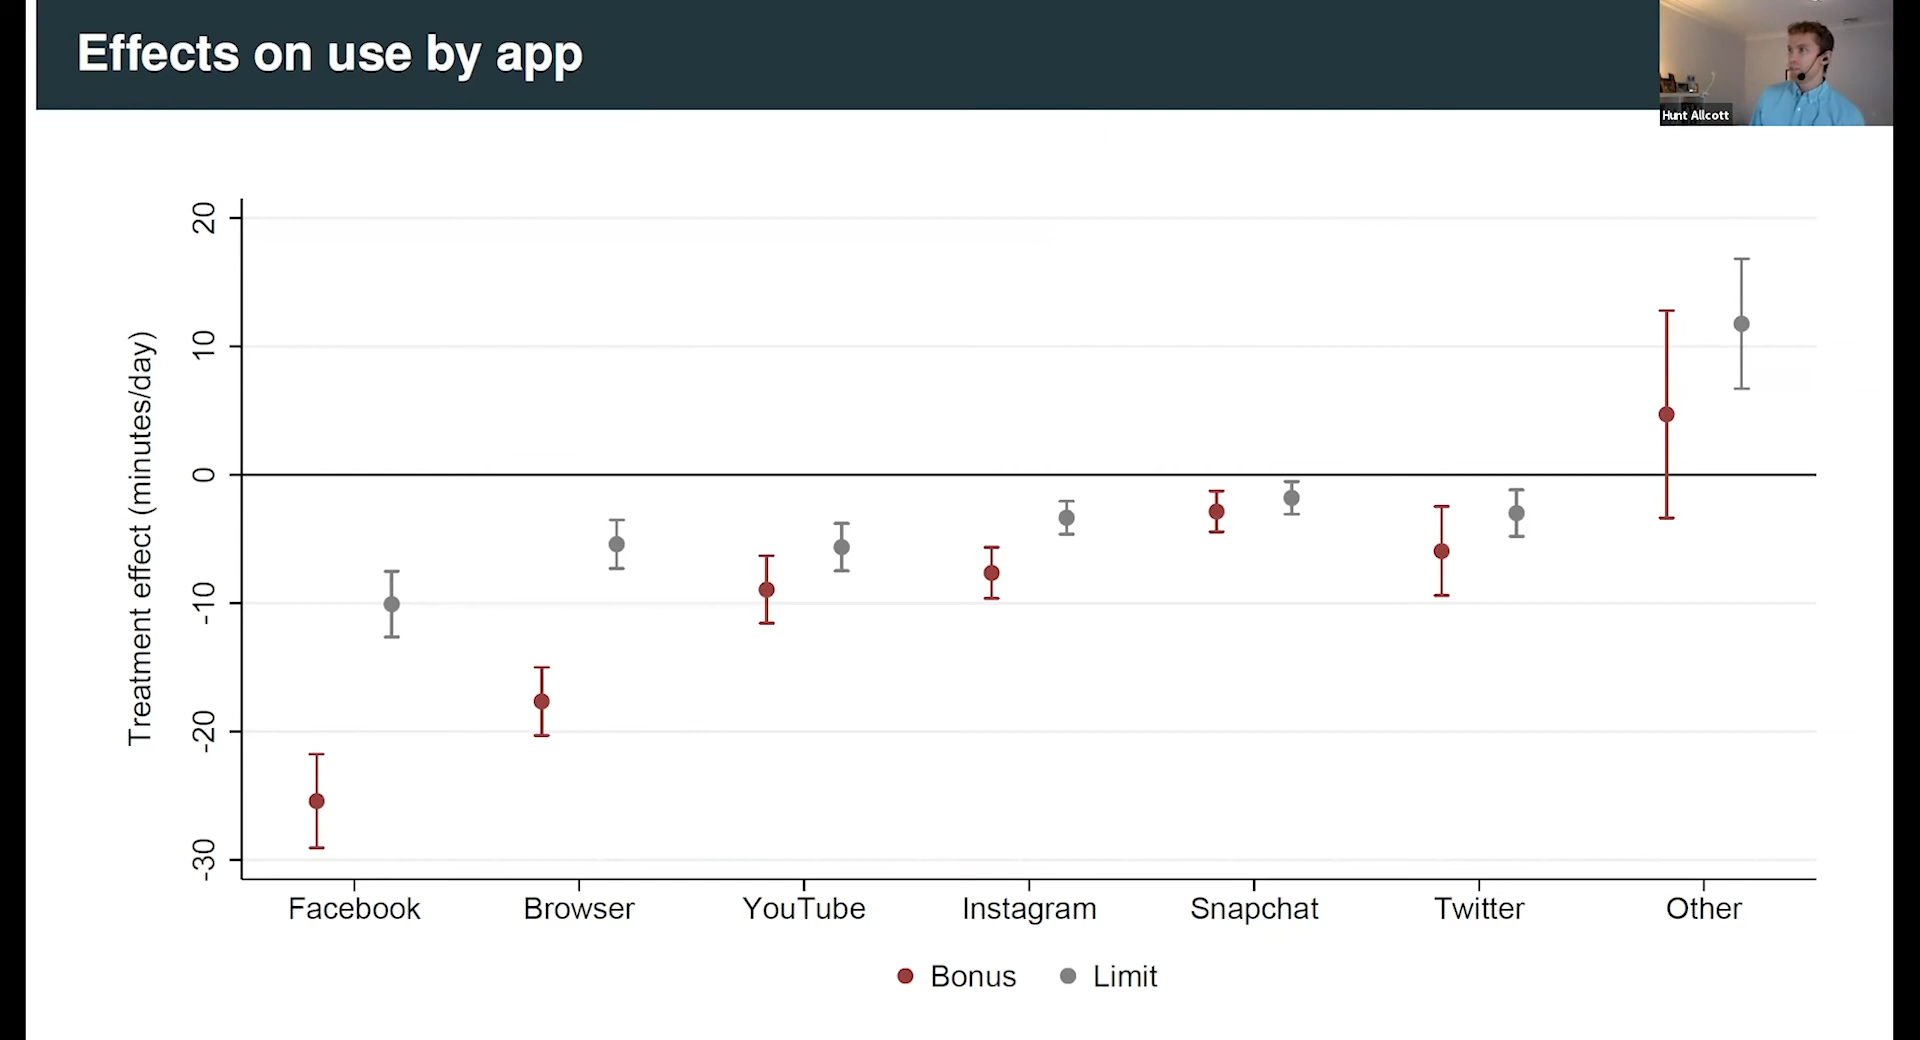 Effects on use by app
Hunt Allcott
Treatment effect (minutes/day)
20
10
0
-10
-20
-30
Facebook Browser YouTube Instagram Snapchat Twitter Other
Bonus Limit